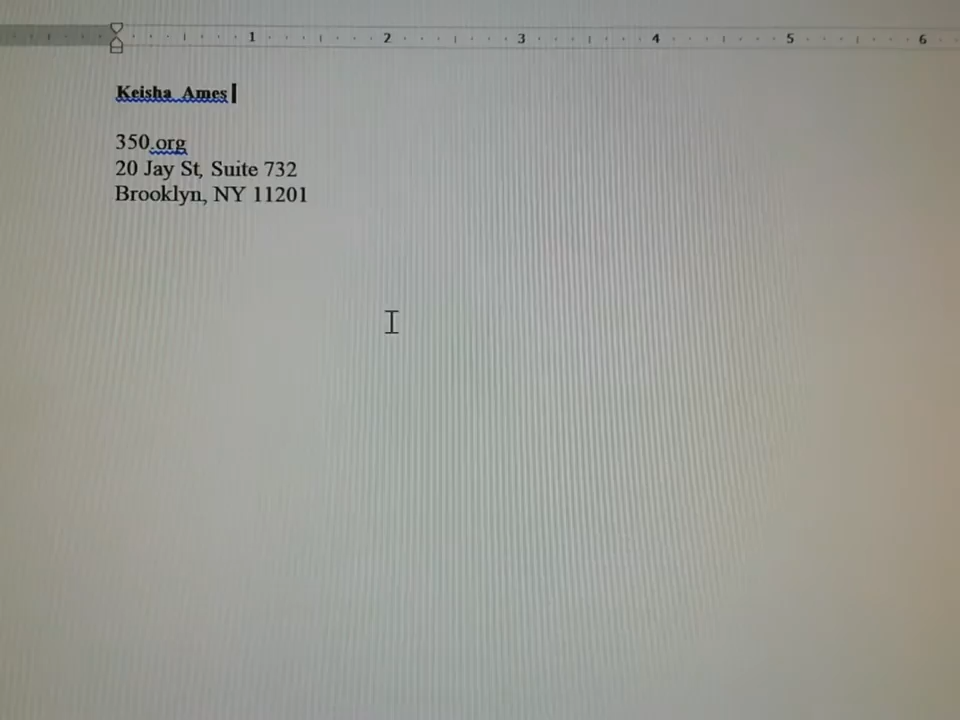 1 2 3 4 5 6
Keisha  Ames
350.org
20 Jay St, Suite 732
Brooklyn, NY 11201